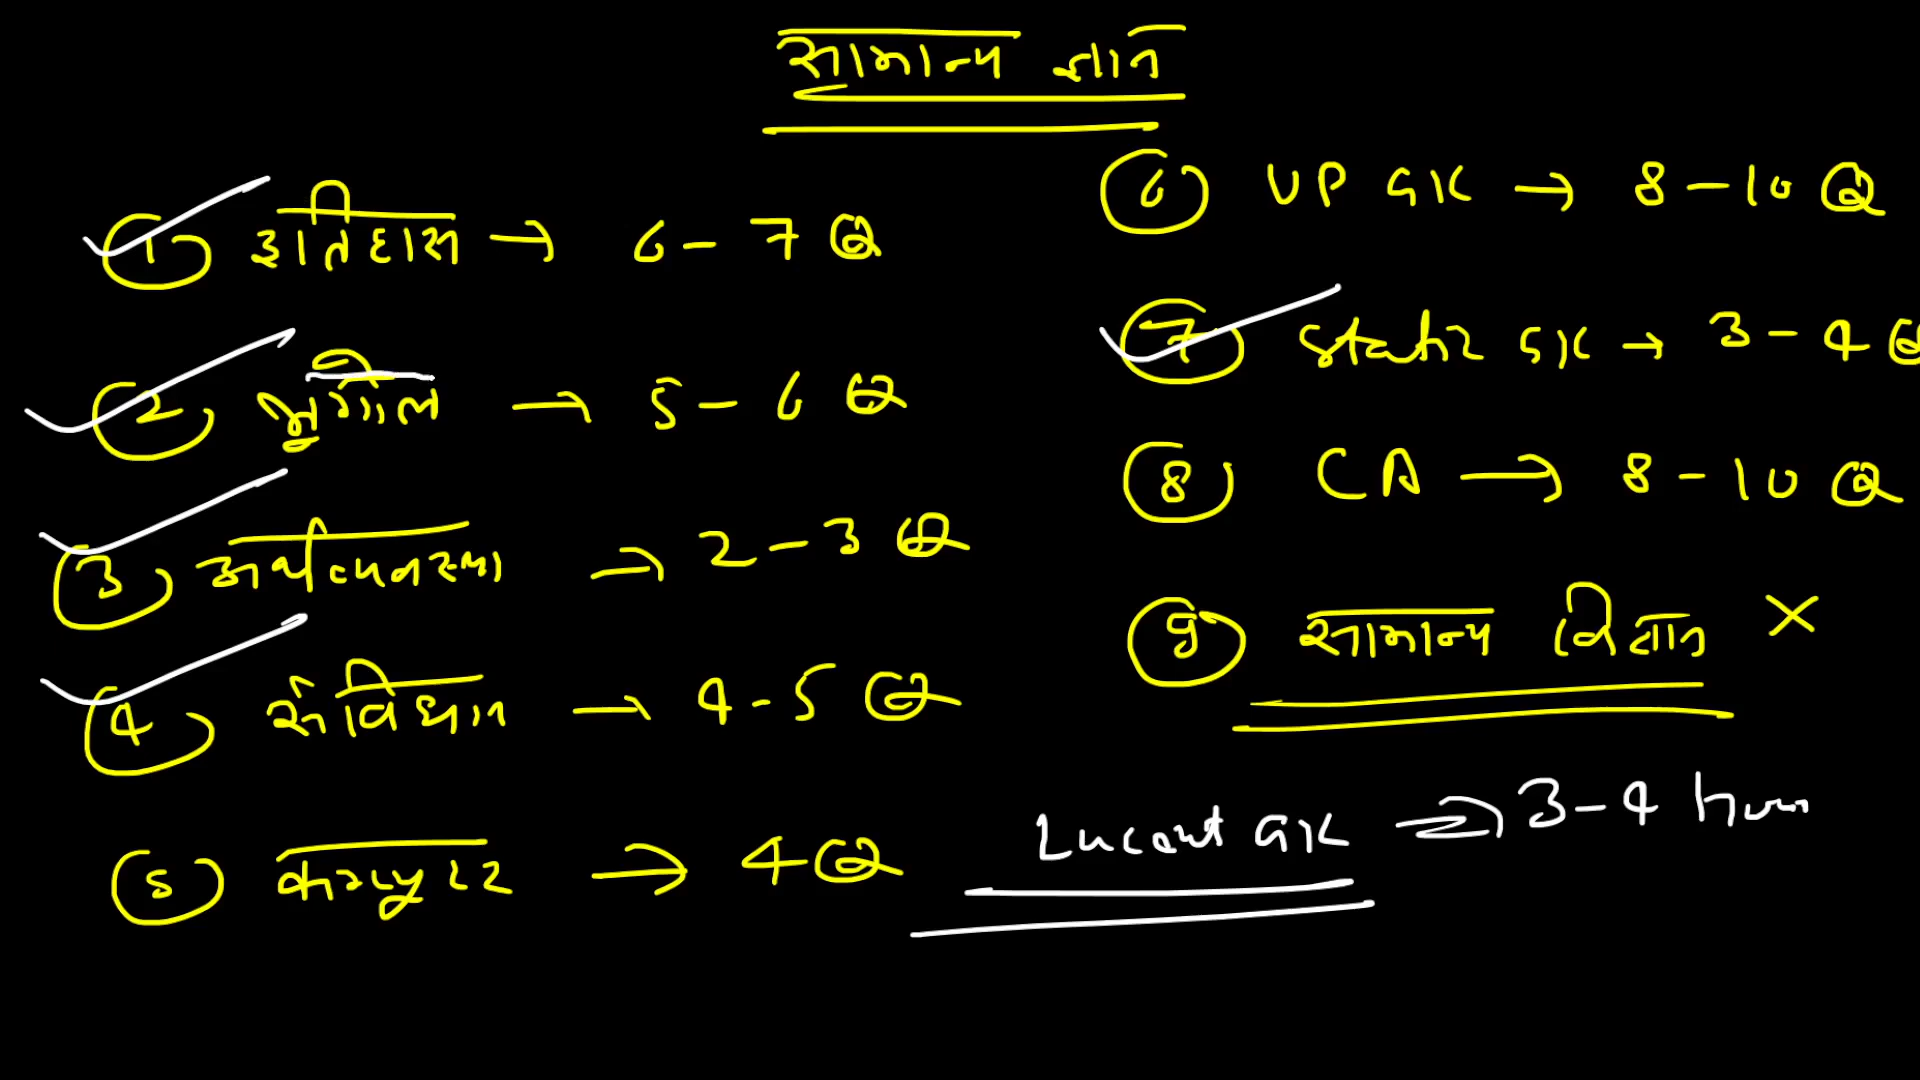 सामान्य ज्ञान
1 इतिहास → 6-7 Q
2 भूगोल → 5-6 Q
3 अर्थव्यवस्था → 2-3 Q
4 संविधान → 4-5 Q
5 कम्प्युटर → 4 Q
6 UP GK → 8-10 Q
7 Static GK → 3-4 Q
8 CA → 8-10 Q
9 सामान्य विज्ञान ×
Lucent GK ⇒ 3-4 hour